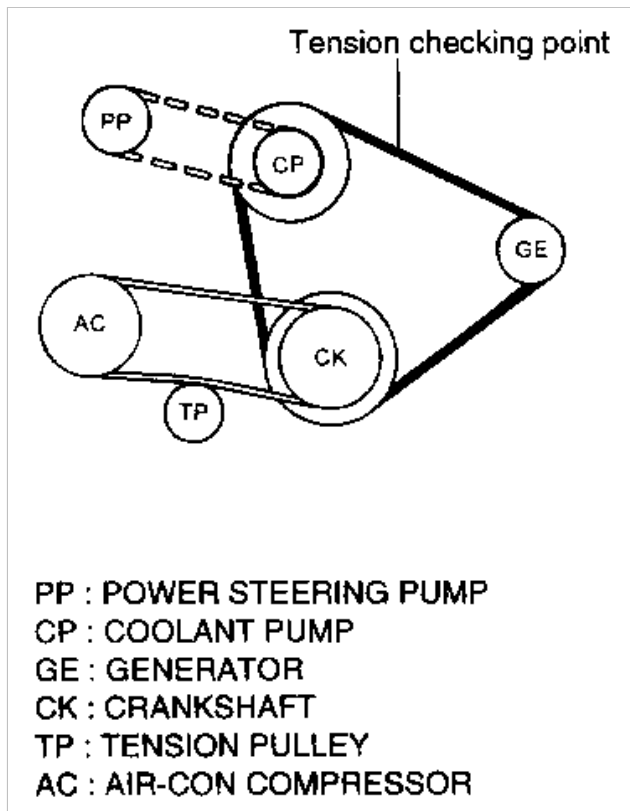 Tension checking point
PP
CP
GE
AC
CK
TP
PP : POWER STEERING PUMP
CP : COOLANT PUMP
GE : GENERATOR
CK : CRANKSHAFT
TP : TENSION PULLEY
AC : AIR-CON COMPRESSOR